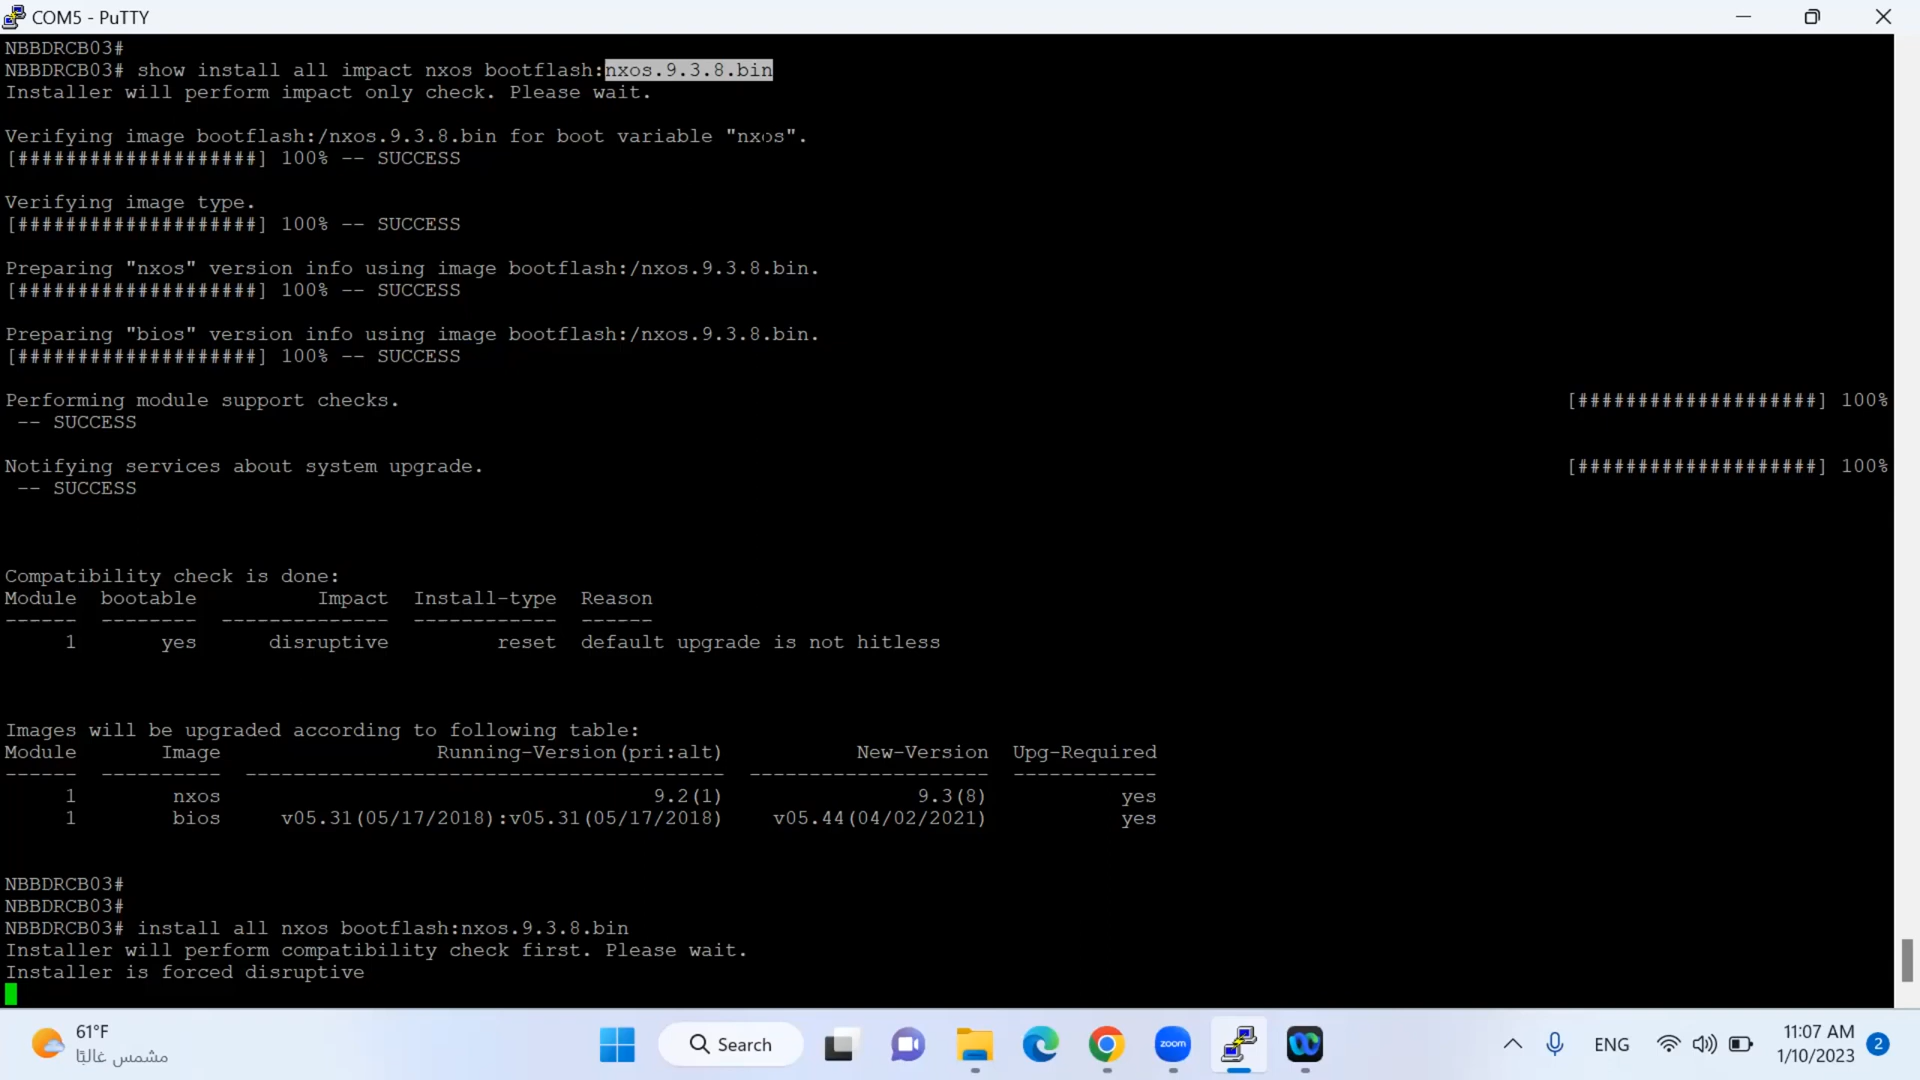 COM5 - PuTTY
NBBDRCB03#
NBBDRCB03# show install all impact nxos bootflash:nxos.9.3.8.bin
Installer will perform impact only check. Please wait.
Verifying image bootflash:/nxos.9.3.8.bin for boot variable "nxos".
[####################] 100% -- SUCCESS
Verifying image type.
[####################] 100% -- SUCCESS
Preparing "nxos" version info using image bootflash:/nxos.9.3.8.bin.
[####################] 100% -- SUCCESS
Preparing "bios" version info using image bootflash:/nxos.9.3.8.bin.
[####################] 100% -- SUCCESS
Performing module support checks. [####################] 100%
-- SUCCESS
Notifying services about system upgrade. [####################] 100%
-- SUCCESS
Compatibility check is done:
Module bootable Impact Install-type Reason
------ -------- -------------- ------------ ------
1 yes disruptive reset default upgrade is not hitless
Images will be upgraded according to following table:
Module Image Running-Version(pri:alt) New-Version Upg-Required
------ ---------- ---------------------------------------- -------------------- ------------
1 nxos 9.2(1) 9.3(8) yes
1 bios v05.31(05/17/2018):v05.31(05/17/2018) v05.44(04/02/2021) yes
NBBDRCB03#
NBBDRCB03#
NBBDRCB03# install all nxos bootflash:nxos.9.3.8.bin
Installer will perform compatibility check first. Please wait.
Installer is forced disruptive
61°F
مشمس غالبًا
Search
zoom
ENG
11:07 AM
1/10/2023
2